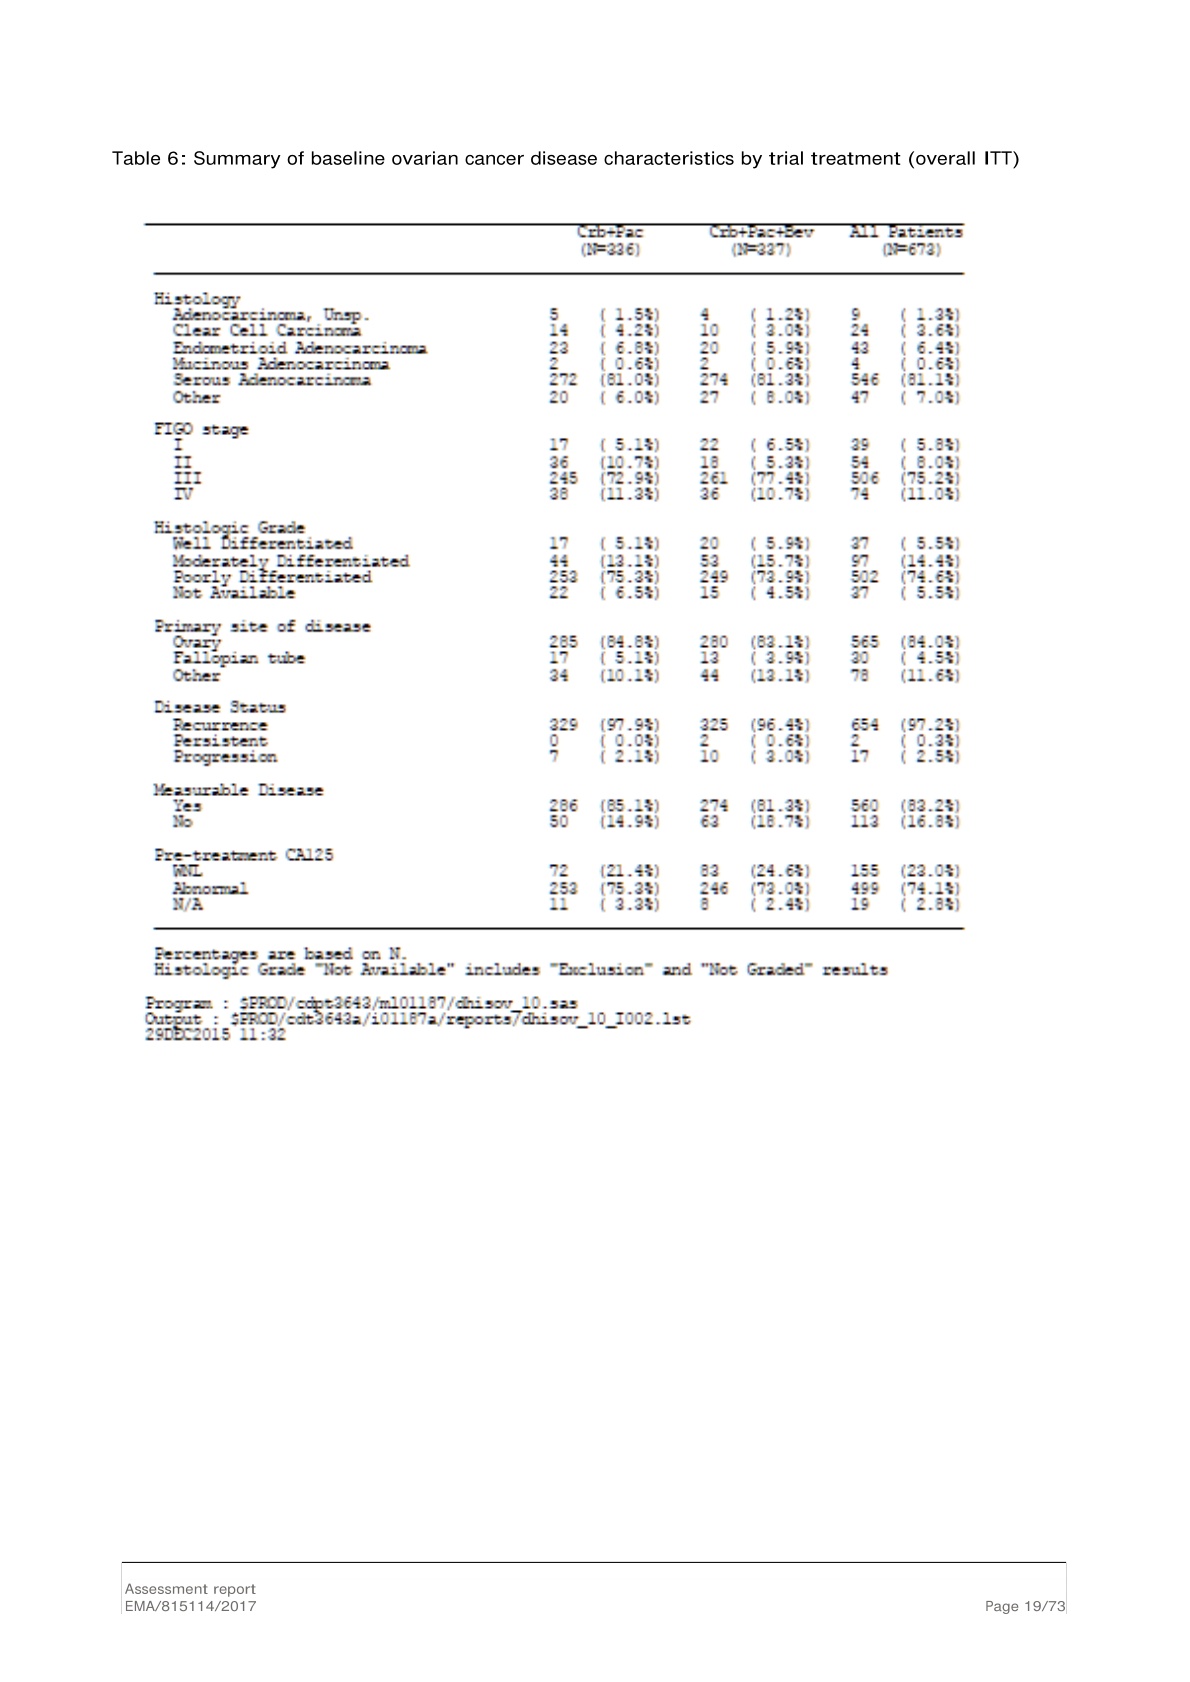 Table 6: Summary of baseline ovarian cancer disease characteristics by trial treatment (overall ITT)
Crb+Pac Crb+Pac+Bev All Patients
(N=336) (N=337) (N=673)
Histology
Adenocarcinoma, Unsp. 5 ( 1.5%) 4 ( 1.2%) 9 ( 1.3%)
Clear Cell Carcinoma 14 ( 4.2%) 10 ( 3.0%) 24 ( 3.6%)
Endometrioid Adenocarcinoma 23 ( 6.8%) 20 ( 5.9%) 43 ( 6.4%)
Mucinous Adenocarcinoma 2 ( 0.6%) 2 ( 0.6%) 4 ( 0.6%)
Serous Adenocarcinoma 272 (81.0%) 274 (81.3%) 546 (81.1%)
Other 20 ( 6.0%) 27 ( 8.0%) 47 ( 7.0%)
FIGO stage
I 17 ( 5.1%) 22 ( 6.5%) 39 ( 5.8%)
II 36 (10.7%) 18 ( 5.3%) 54 ( 8.0%)
III 245 (72.9%) 261 (77.4%) 506 (75.2%)
IV 38 (11.3%) 36 (10.7%) 74 (11.0%)
Histologic Grade
Well Differentiated 17 ( 5.1%) 20 ( 5.9%) 37 ( 5.5%)
Moderately Differentiated 44 (13.1%) 53 (15.7%) 97 (14.4%)
Poorly Differentiated 253 (75.3%) 249 (73.9%) 502 (74.6%)
Not Available 22 ( 6.5%) 15 ( 4.5%) 37 ( 5.5%)
Primary site of disease
Ovary 285 (84.8%) 280 (83.1%) 565 (84.0%)
Fallopian tube 17 ( 5.1%) 13 ( 3.9%) 30 ( 4.5%)
Other 34 (10.1%) 44 (13.1%) 78 (11.6%)
Disease Status
Recurrence 329 (97.9%) 325 (96.4%) 654 (97.2%)
Persistent 0 ( 0.0%) 2 ( 0.6%) 2 ( 0.3%)
Progression 7 ( 2.1%) 10 ( 3.0%) 17 ( 2.5%)
Measurable Disease
Yes 286 (85.1%) 274 (81.3%) 560 (83.2%)
No 50 (14.9%) 63 (18.7%) 113 (16.8%)
Pre-treatment CA125
WNL 72 (21.4%) 83 (24.6%) 155 (23.0%)
Abnormal 253 (75.3%) 246 (73.0%) 499 (74.1%)
N/A 11 ( 3.3%) 8 ( 2.4%) 19 ( 2.8%)
Percentages are based on N.
Histologic Grade "Not Available" includes "Exclusion" and "Not Graded" results
Program : $PROD/cdpt3643/ml01187/dhisov_10.sas
Output : $PROD/cdt3643a/i01187a/reports/dhisov_10_I002.lst
29DEC2015 11:32
Assessment report
EMA/815114/2017 Page 19/73